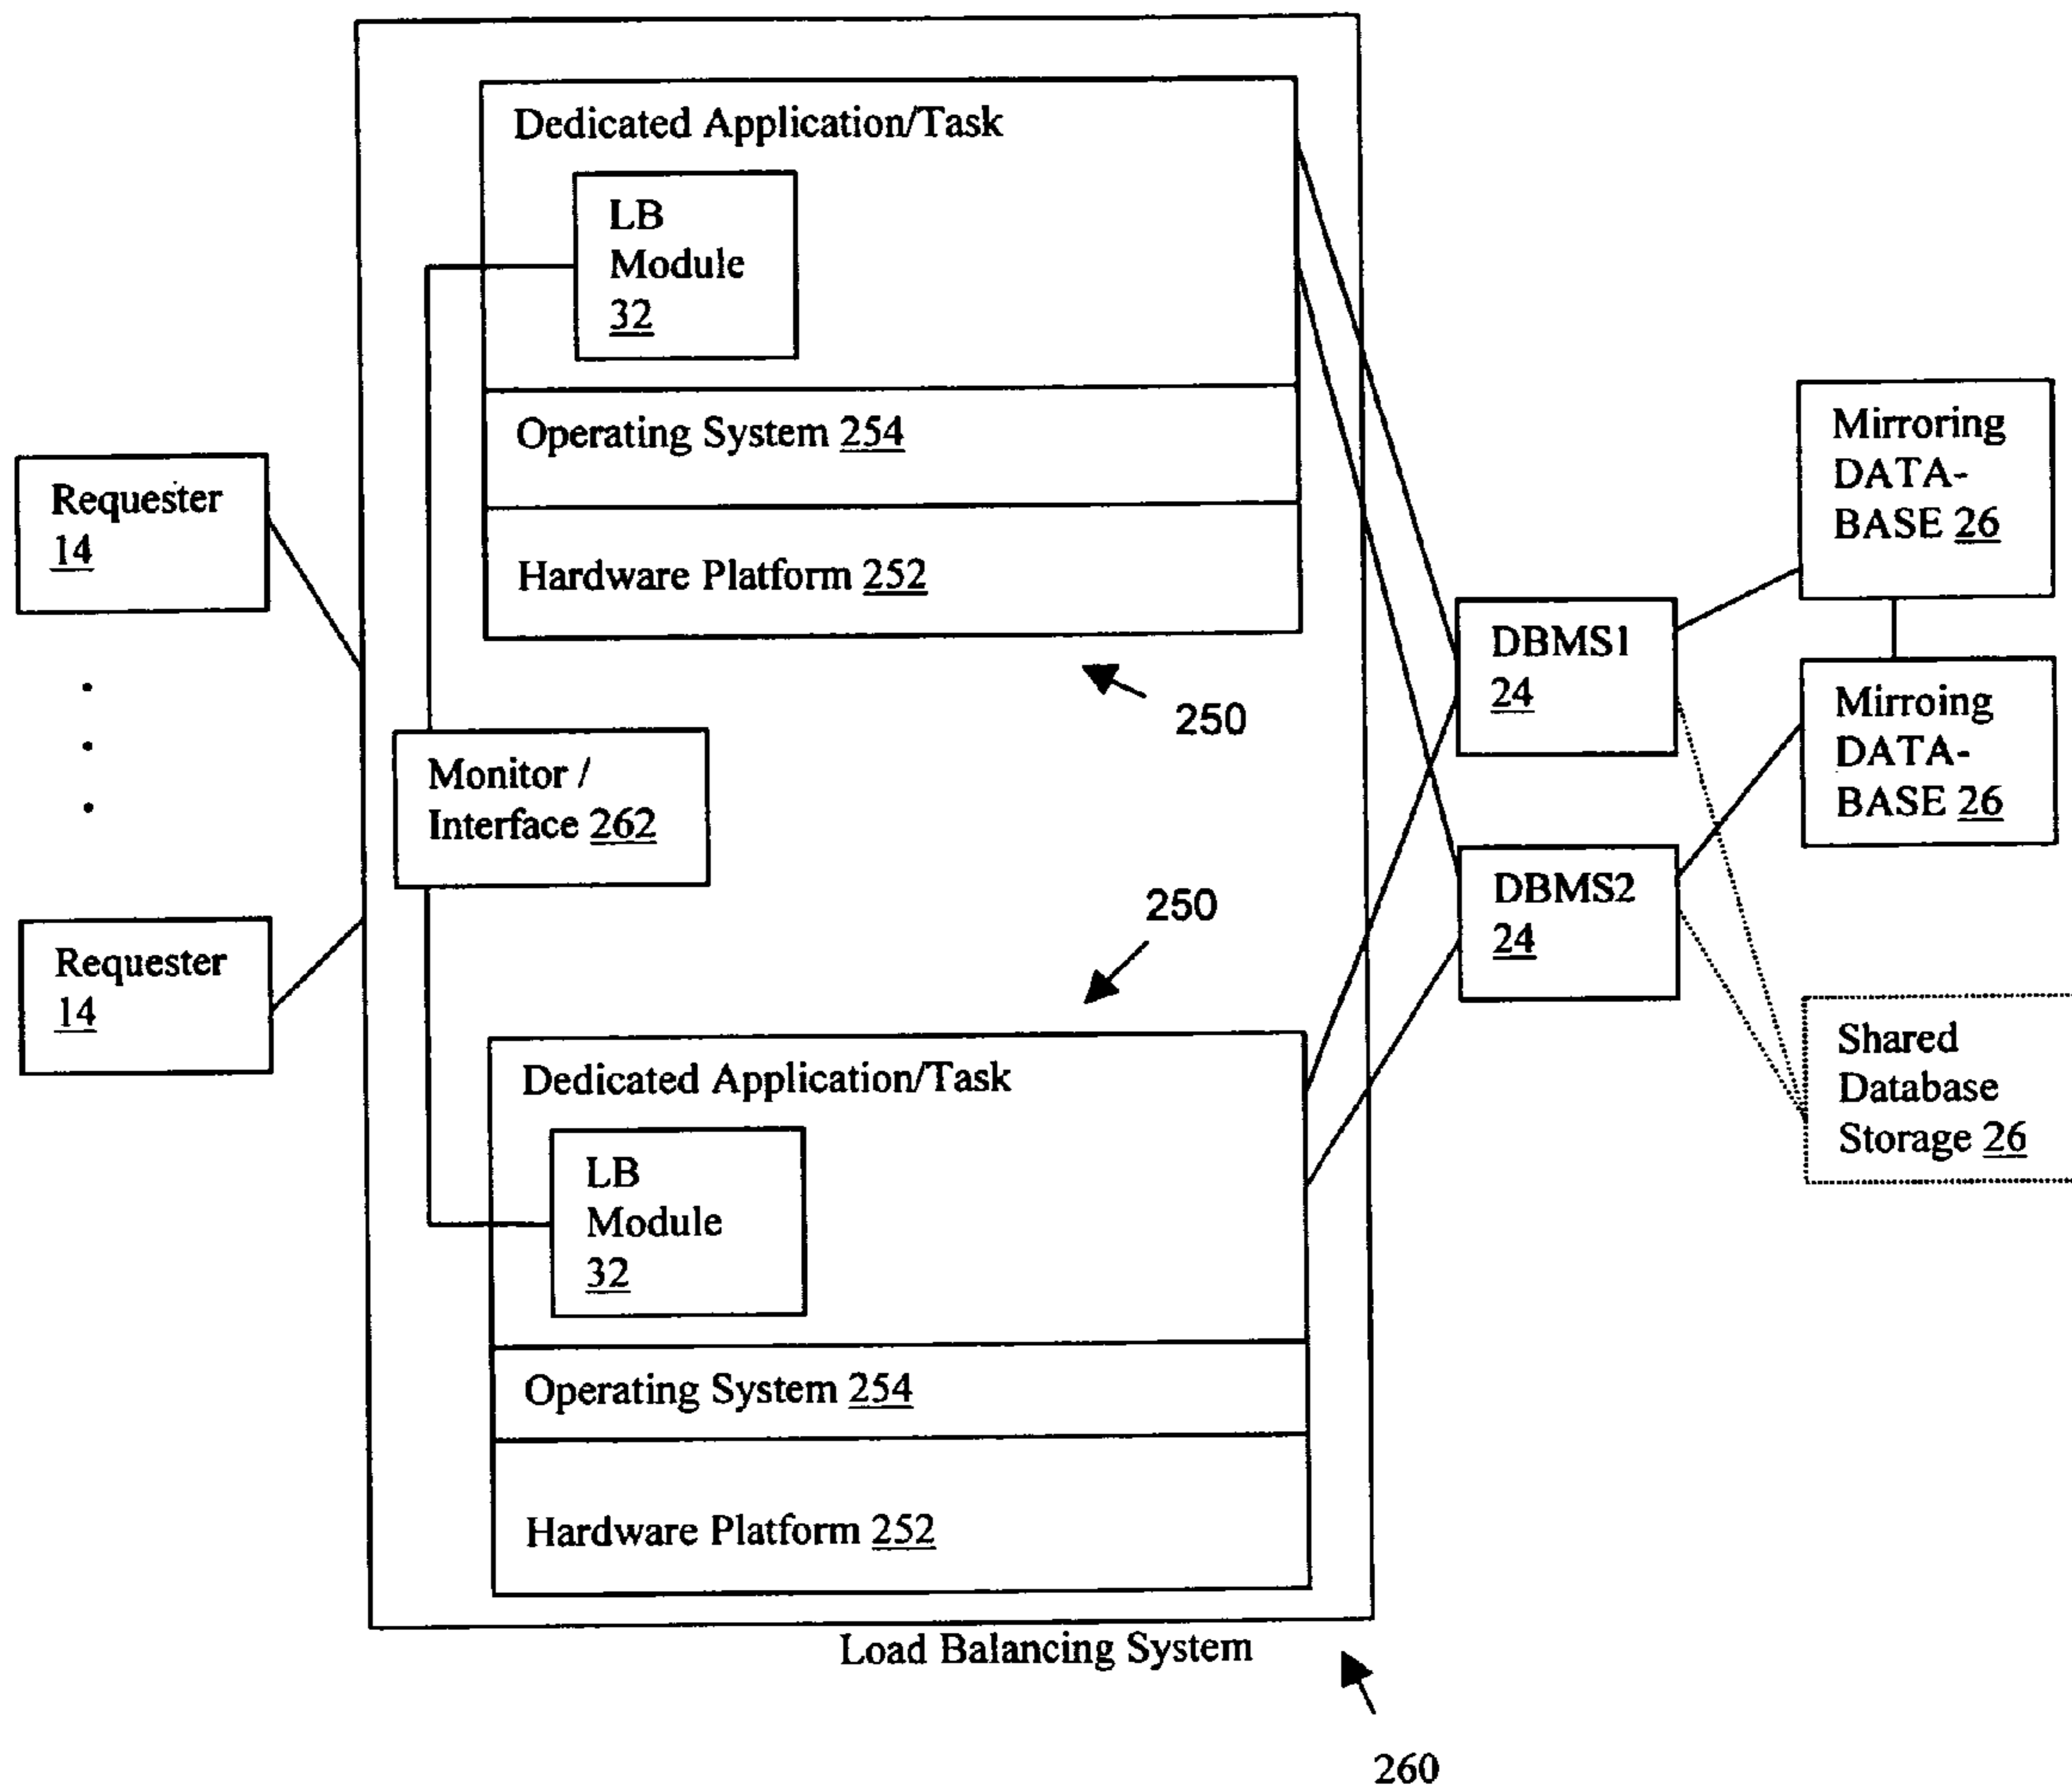 Dedicated Application/Task
LB
Module
32
Operating System 254
Hardware Platform 252
250
Requester
14
Requester
14
Monitor /
Interface 262
250
Dedicated Application/Task
LB
Module
32
Operating System 254
Hardware Platform 252
Load Balancing System
260
DBMS1
24
DBMS2
24
Mirroring
DATA-
BASE 26
Mirroing
DATA-
BASE 26
Shared
Database
Storage 26